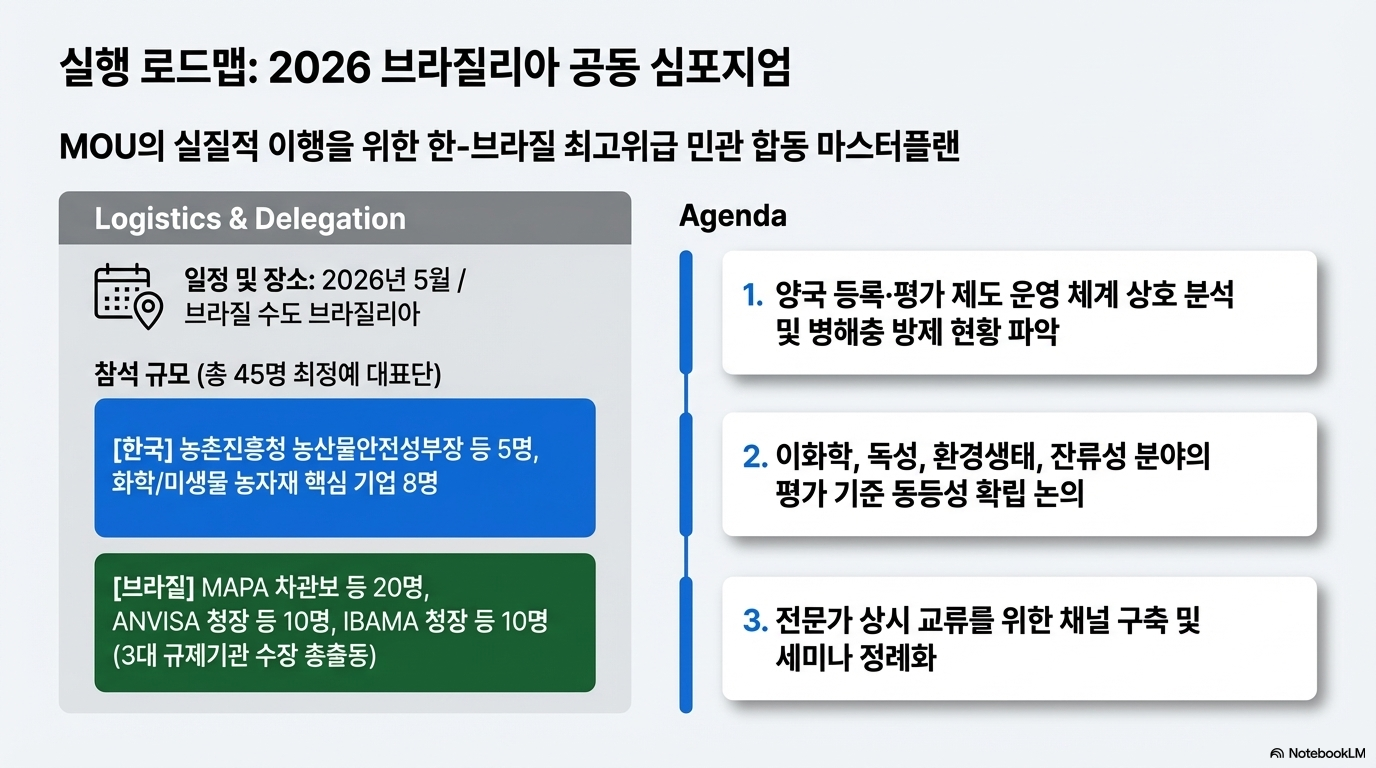 실행 로드맵: 2026 브라질리아 공동 심포지엄
MOU의 실질적 이행을 위한 한-브라질 최고위급 민관 합동 마스터플랜
Logistics & Delegation
일정 및 장소: 2026년 5월 /
브라질 수도 브라질리아
참석 규모 (총 45명 최정예 대표단)
[한국] 농촌진흥청 농산물안전성부장 등 5명,
화학/미생물 농자재 핵심 기업 8명
[브라질] MAPA 차관보 등 20명,
ANVISA 청장 등 10명, IBAMA 청장 등 10명
(3대 규제기관 수장 총출동)
Agenda
1. 양국 등록·평가 제도 운영 체계 상호 분석
및 병해충 방제 현황 파악
2. 이화학, 독성, 환경생태, 잔류성 분야의
평가 기준 동등성 확립 논의
3. 전문가 상시 교류를 위한 채널 구축 및
세미나 정례화
NotebookLM